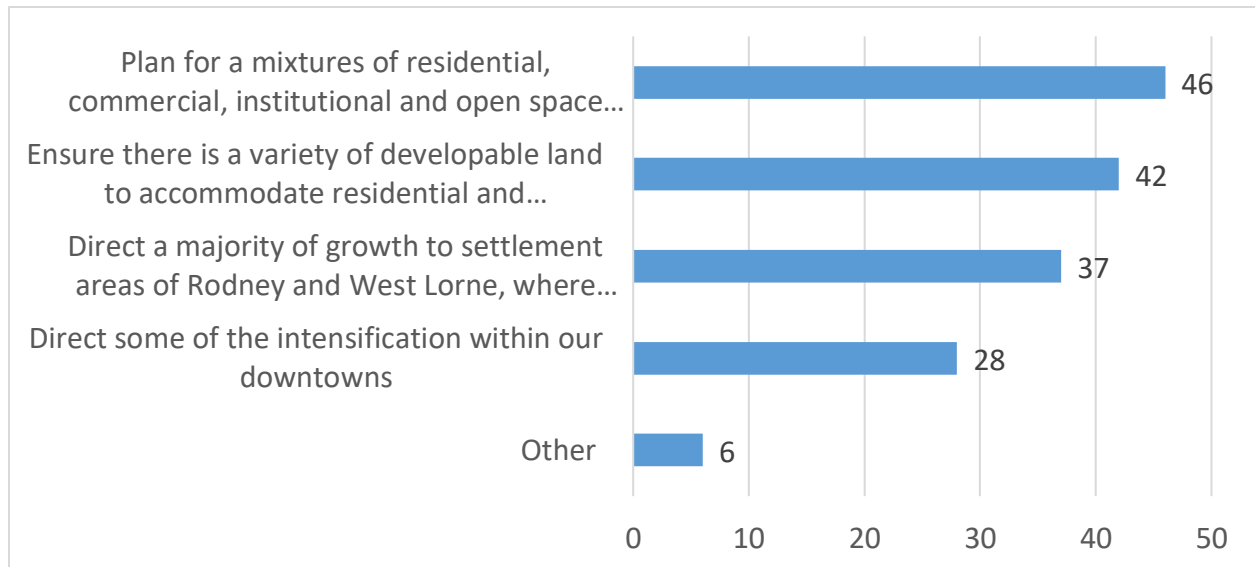 Plan for a mixtures of residential,
commercial, institutional and open space...
46
Ensure there is a variety of developable land
to accommodate residential and...
42
Direct a majority of growth to settlement
areas of Rodney and West Lorne, where...
37
Direct some of the intensification within our
downtowns
28
Other
6
0 10 20 30 40 50